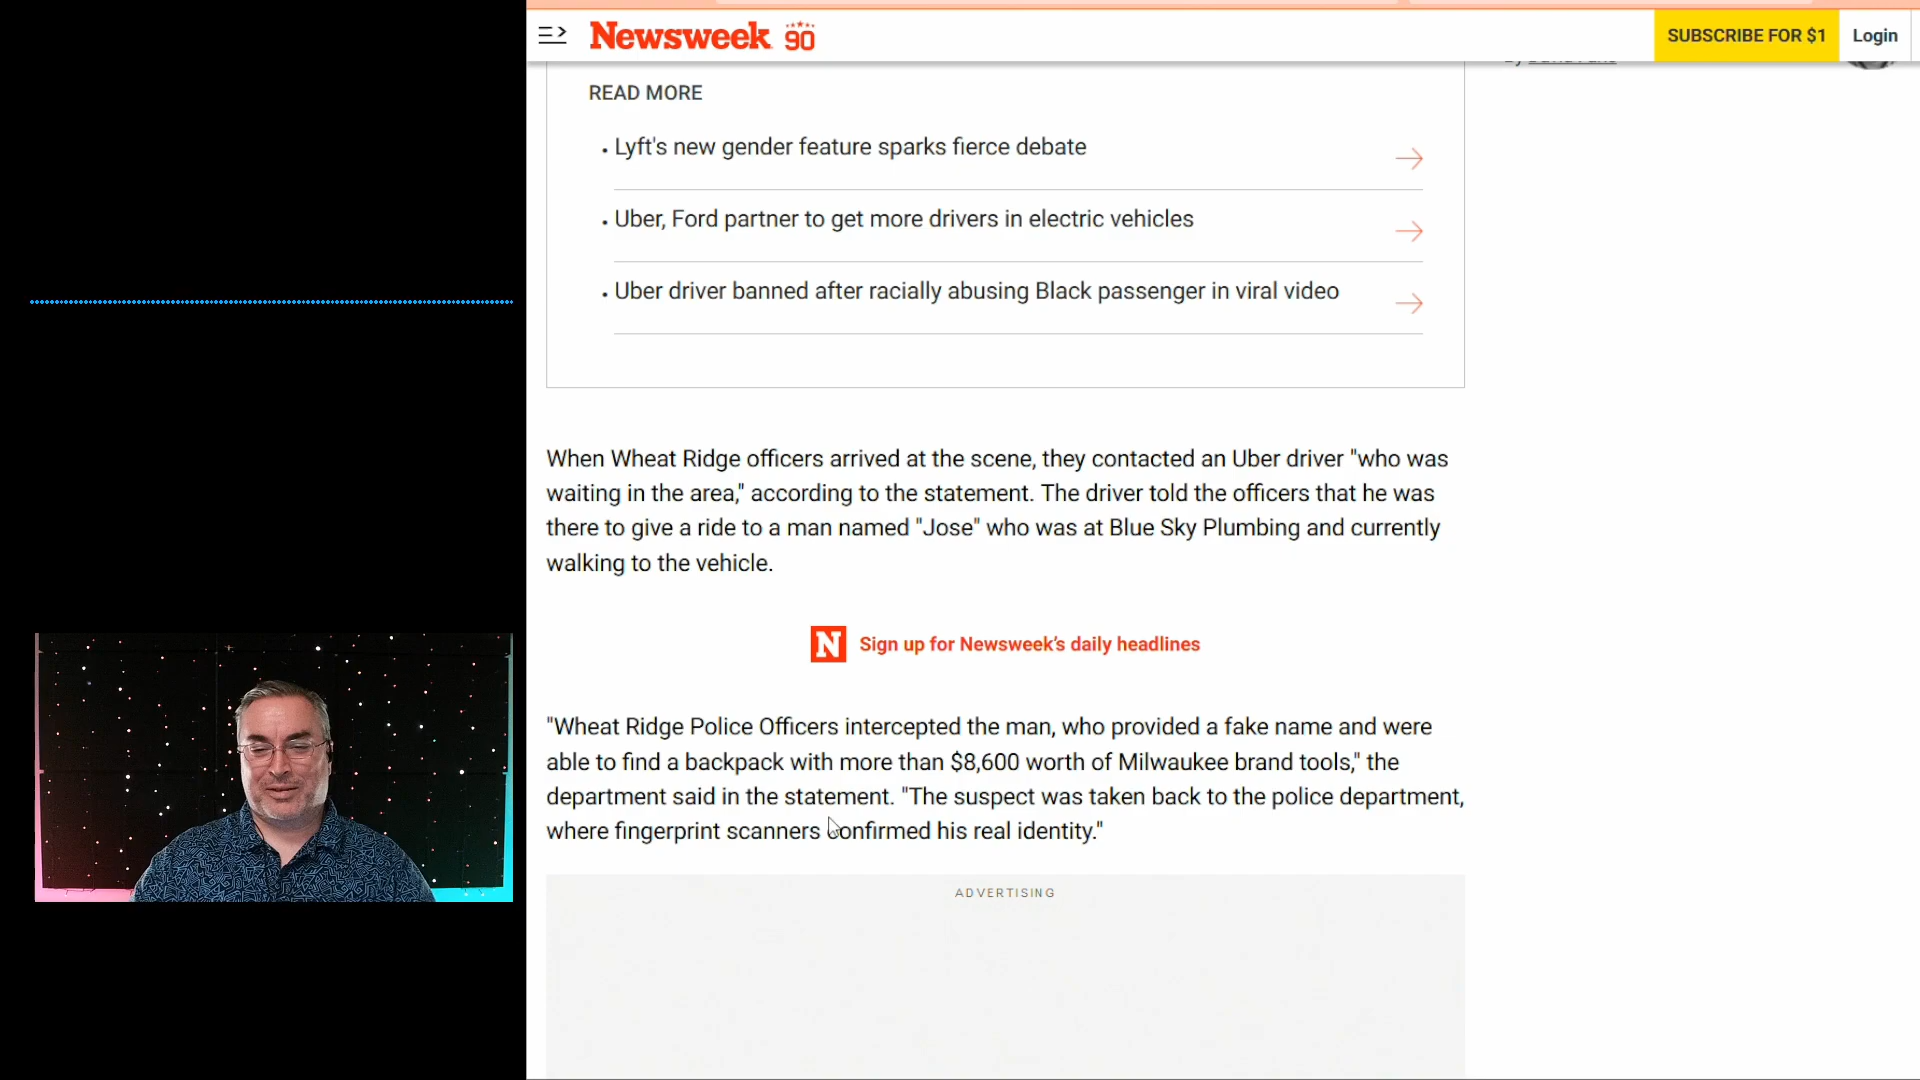 Newsweek 90
SUBSCRIBE FOR $1
Login
READ MORE
• Lyft's new gender feature sparks fierce debate
• Uber, Ford partner to get more drivers in electric vehicles
• Uber driver banned after racially abusing Black passenger in viral video
When Wheat Ridge officers arrived at the scene, they contacted an Uber driver "who was
waiting in the area," according to the statement. The driver told the officers that he was
there to give a ride to a man named "Jose" who was at Blue Sky Plumbing and currently
walking to the vehicle.
N Sign up for Newsweek's daily headlines
"Wheat Ridge Police Officers intercepted the man, who provided a fake name and were
able to find a backpack with more than $8,600 worth of Milwaukee brand tools," the
department said in the statement. "The suspect was taken back to the police department,
where fingerprint scanners confirmed his real identity."
ADVERTISING